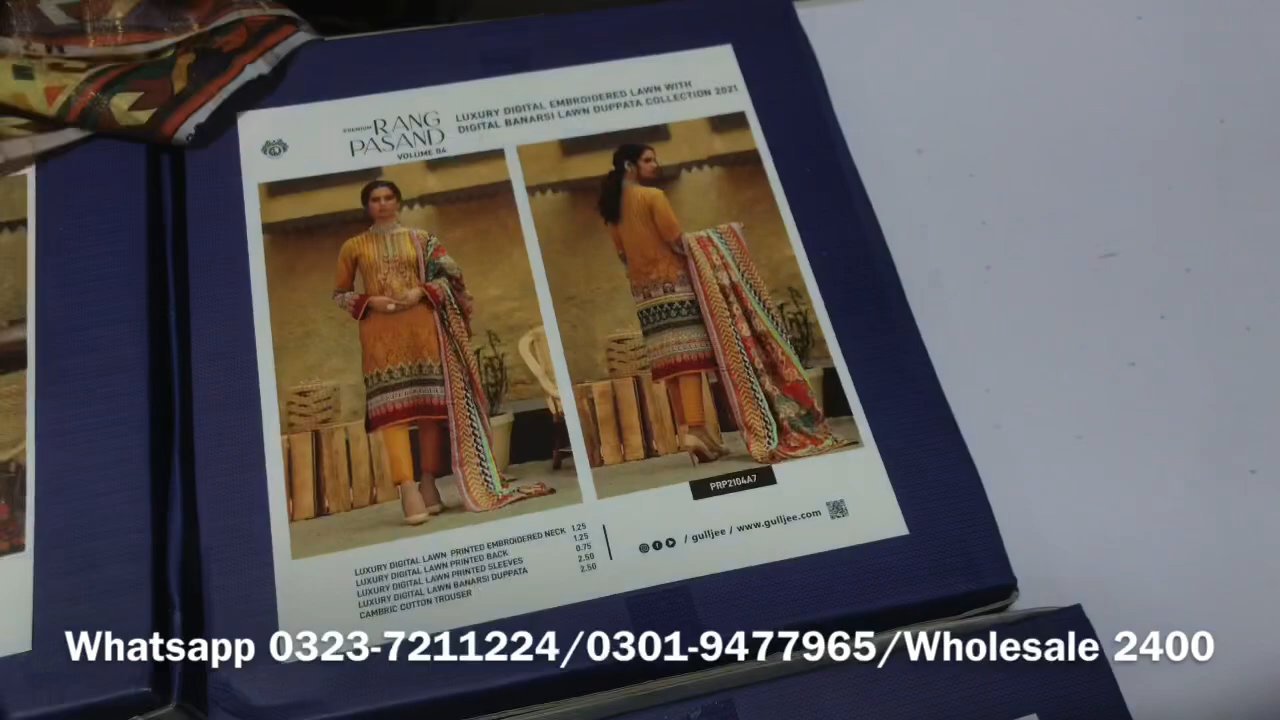 PREMIUM RANG
PASAND
VOLUME 04
LUXURY DIGITAL EMBROIDERED LAWN WITH
DIGITAL BANARSI LAWN DUPPATA COLLECTION 2021
PRP2104A7
LUXURY DIGITAL LAWN PRINTED EMBROIDERED NECK 1.25
LUXURY DIGITAL LAWN PRINTED BACK 1.25
LUXURY DIGITAL LAWN PRINTED SLEEVES 0.75
LUXURY DIGITAL LAWN BANARSI DUPPATA 2.50
CAMBRIC COTTON TROUSER 2.50
/ gulljee / www.gulljee.com
Whatsapp 0323-7211224/0301-9477965/Wholesale 2400